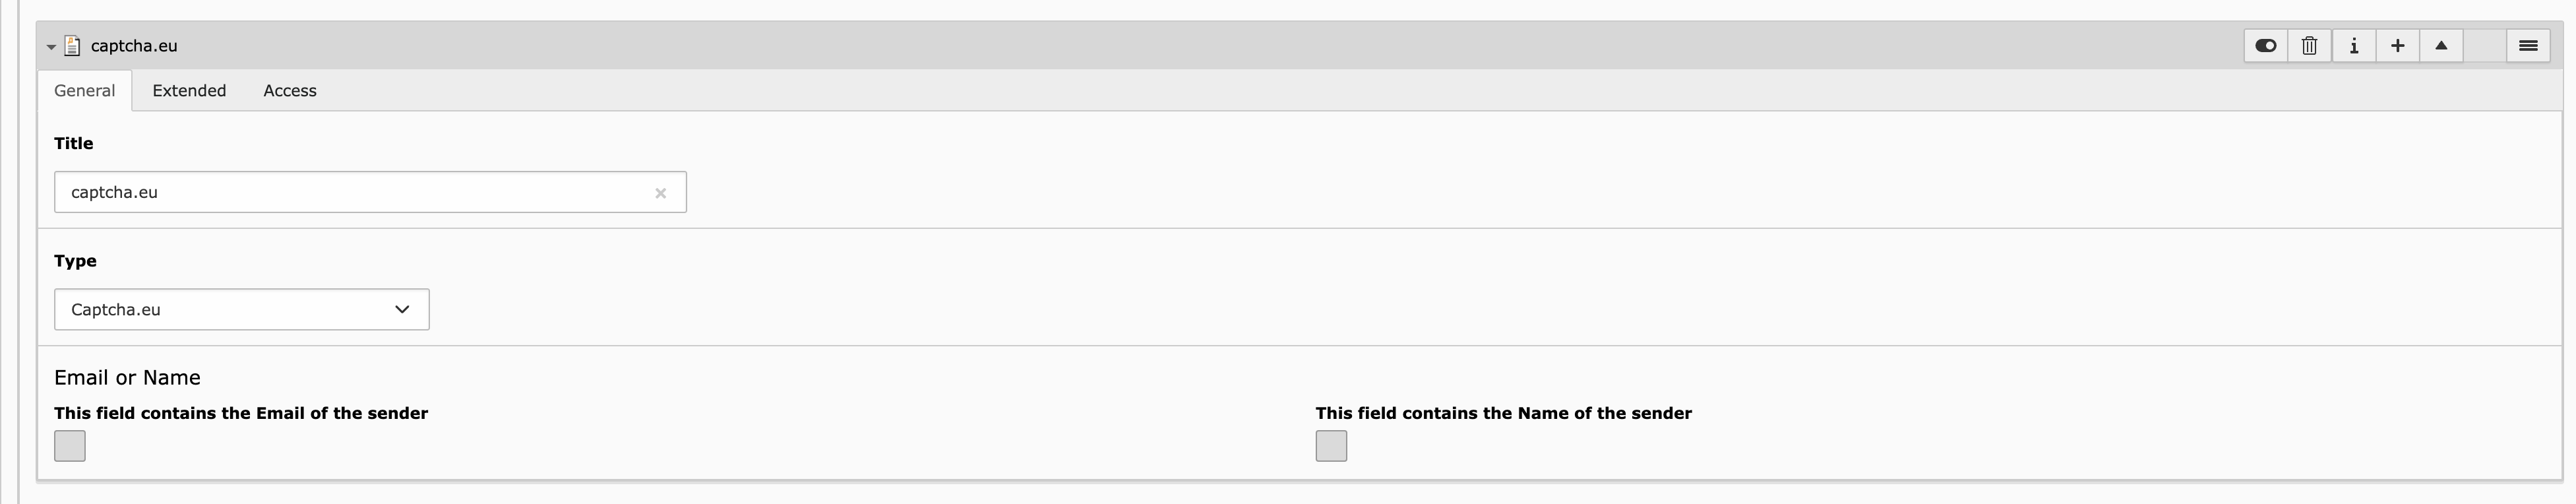 captcha.eu
General Extended Access
Title
captcha.eu
Type
Captcha.eu
Email or Name
This field contains the Email of the sender This field contains the Name of the sender